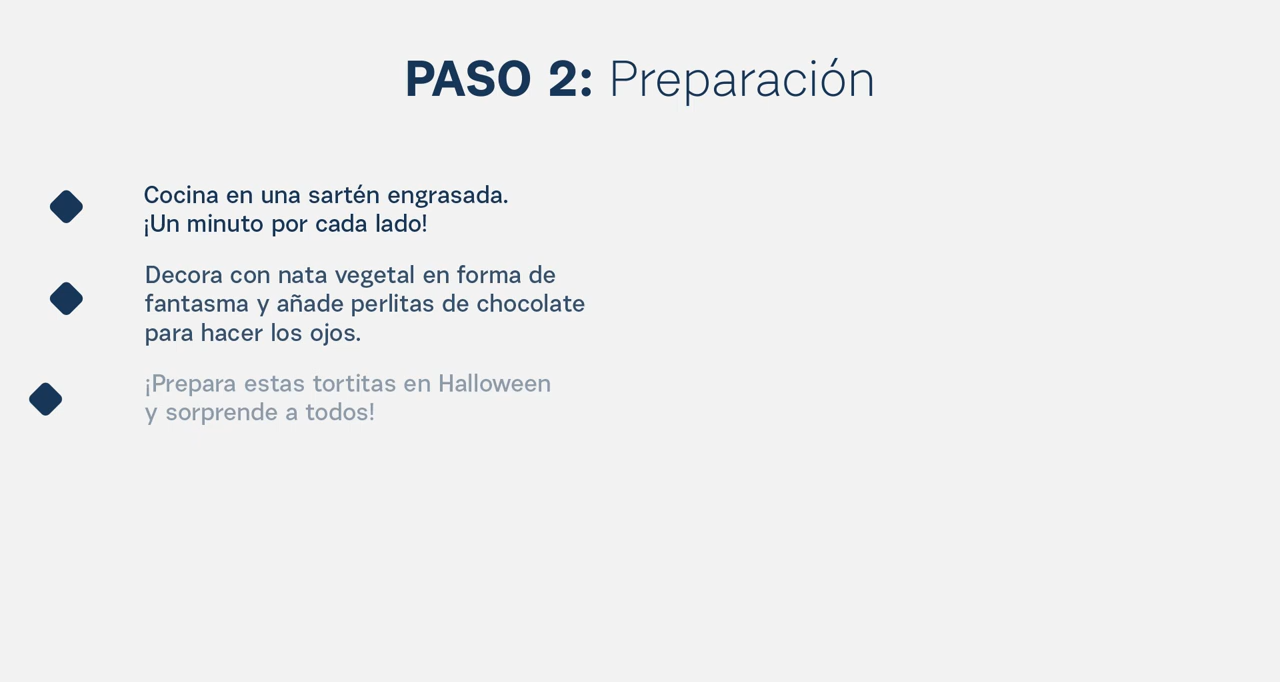 PASO 2: Preparación
Cocina en una sartén engrasada.
¡Un minuto por cada lado!
Decora con nata vegetal en forma de
fantasma y añade perlitas de chocolate
para hacer los ojos.
¡Prepara estas tortitas en Halloween
y sorprende a todos!